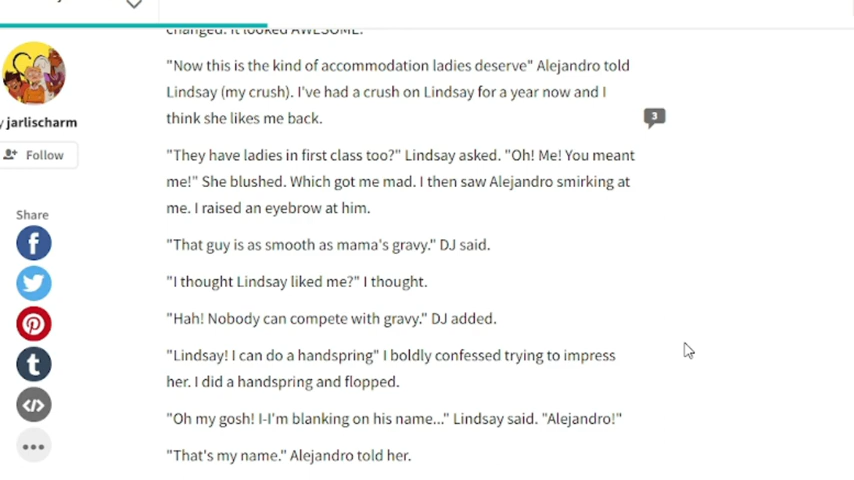 changed. It looked AWESOME.
"Now this is the kind of accommodation ladies deserve" Alejandro told
Lindsay (my crush). I've had a crush on Lindsay for a year now and I
think she likes me back.
3
jarlischarm
Follow
"They have ladies in first class too?" Lindsay asked. "Oh! Me! You meant
me!" She blushed. Which got me mad. I then saw Alejandro smirking at
me. I raised an eyebrow at him.
Share
"That guy is as smooth as mama's gravy." DJ said.
"I thought Lindsay liked me?" I thought.
"Hah! Nobody can compete with gravy." DJ added.
"Lindsay! I can do a handspring" I boldly confessed trying to impress
her. I did a handspring and flopped.
"Oh my gosh! I-I'm blanking on his name..." Lindsay said. "Alejandro!"
"That's my name." Alejandro told her.